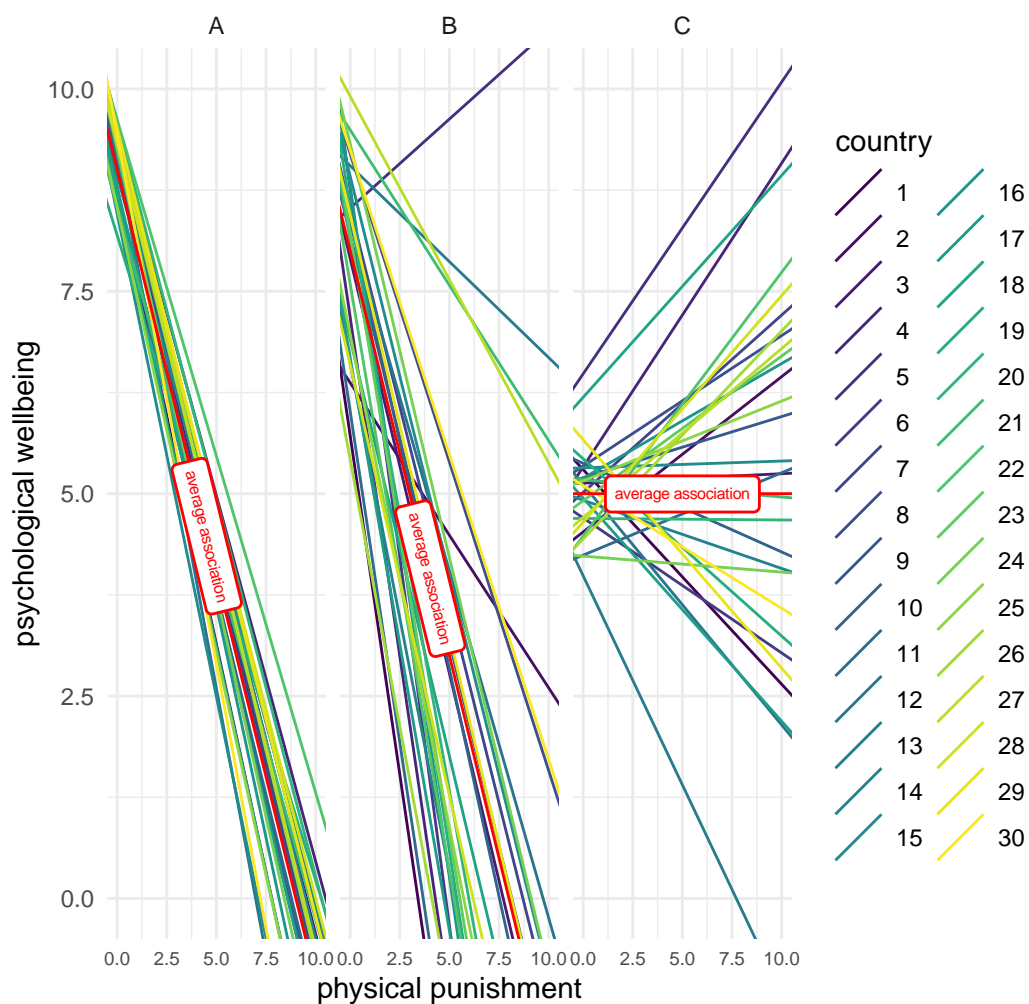 A
B
C
psychological wellbeing
10.0
7.5
5.0
2.5
0.0
average association
average association
average association
0.0 2.5 5.0 7.5 10.0
0.0 2.5 5.0 7.5 10.0
0.0 2.5 5.0 7.5 10.0
physical punishment
country
1
2
3
4
5
6
7
8
9
10
11
12
13
14
15
16
17
18
19
20
21
22
23
24
25
26
27
28
29
30